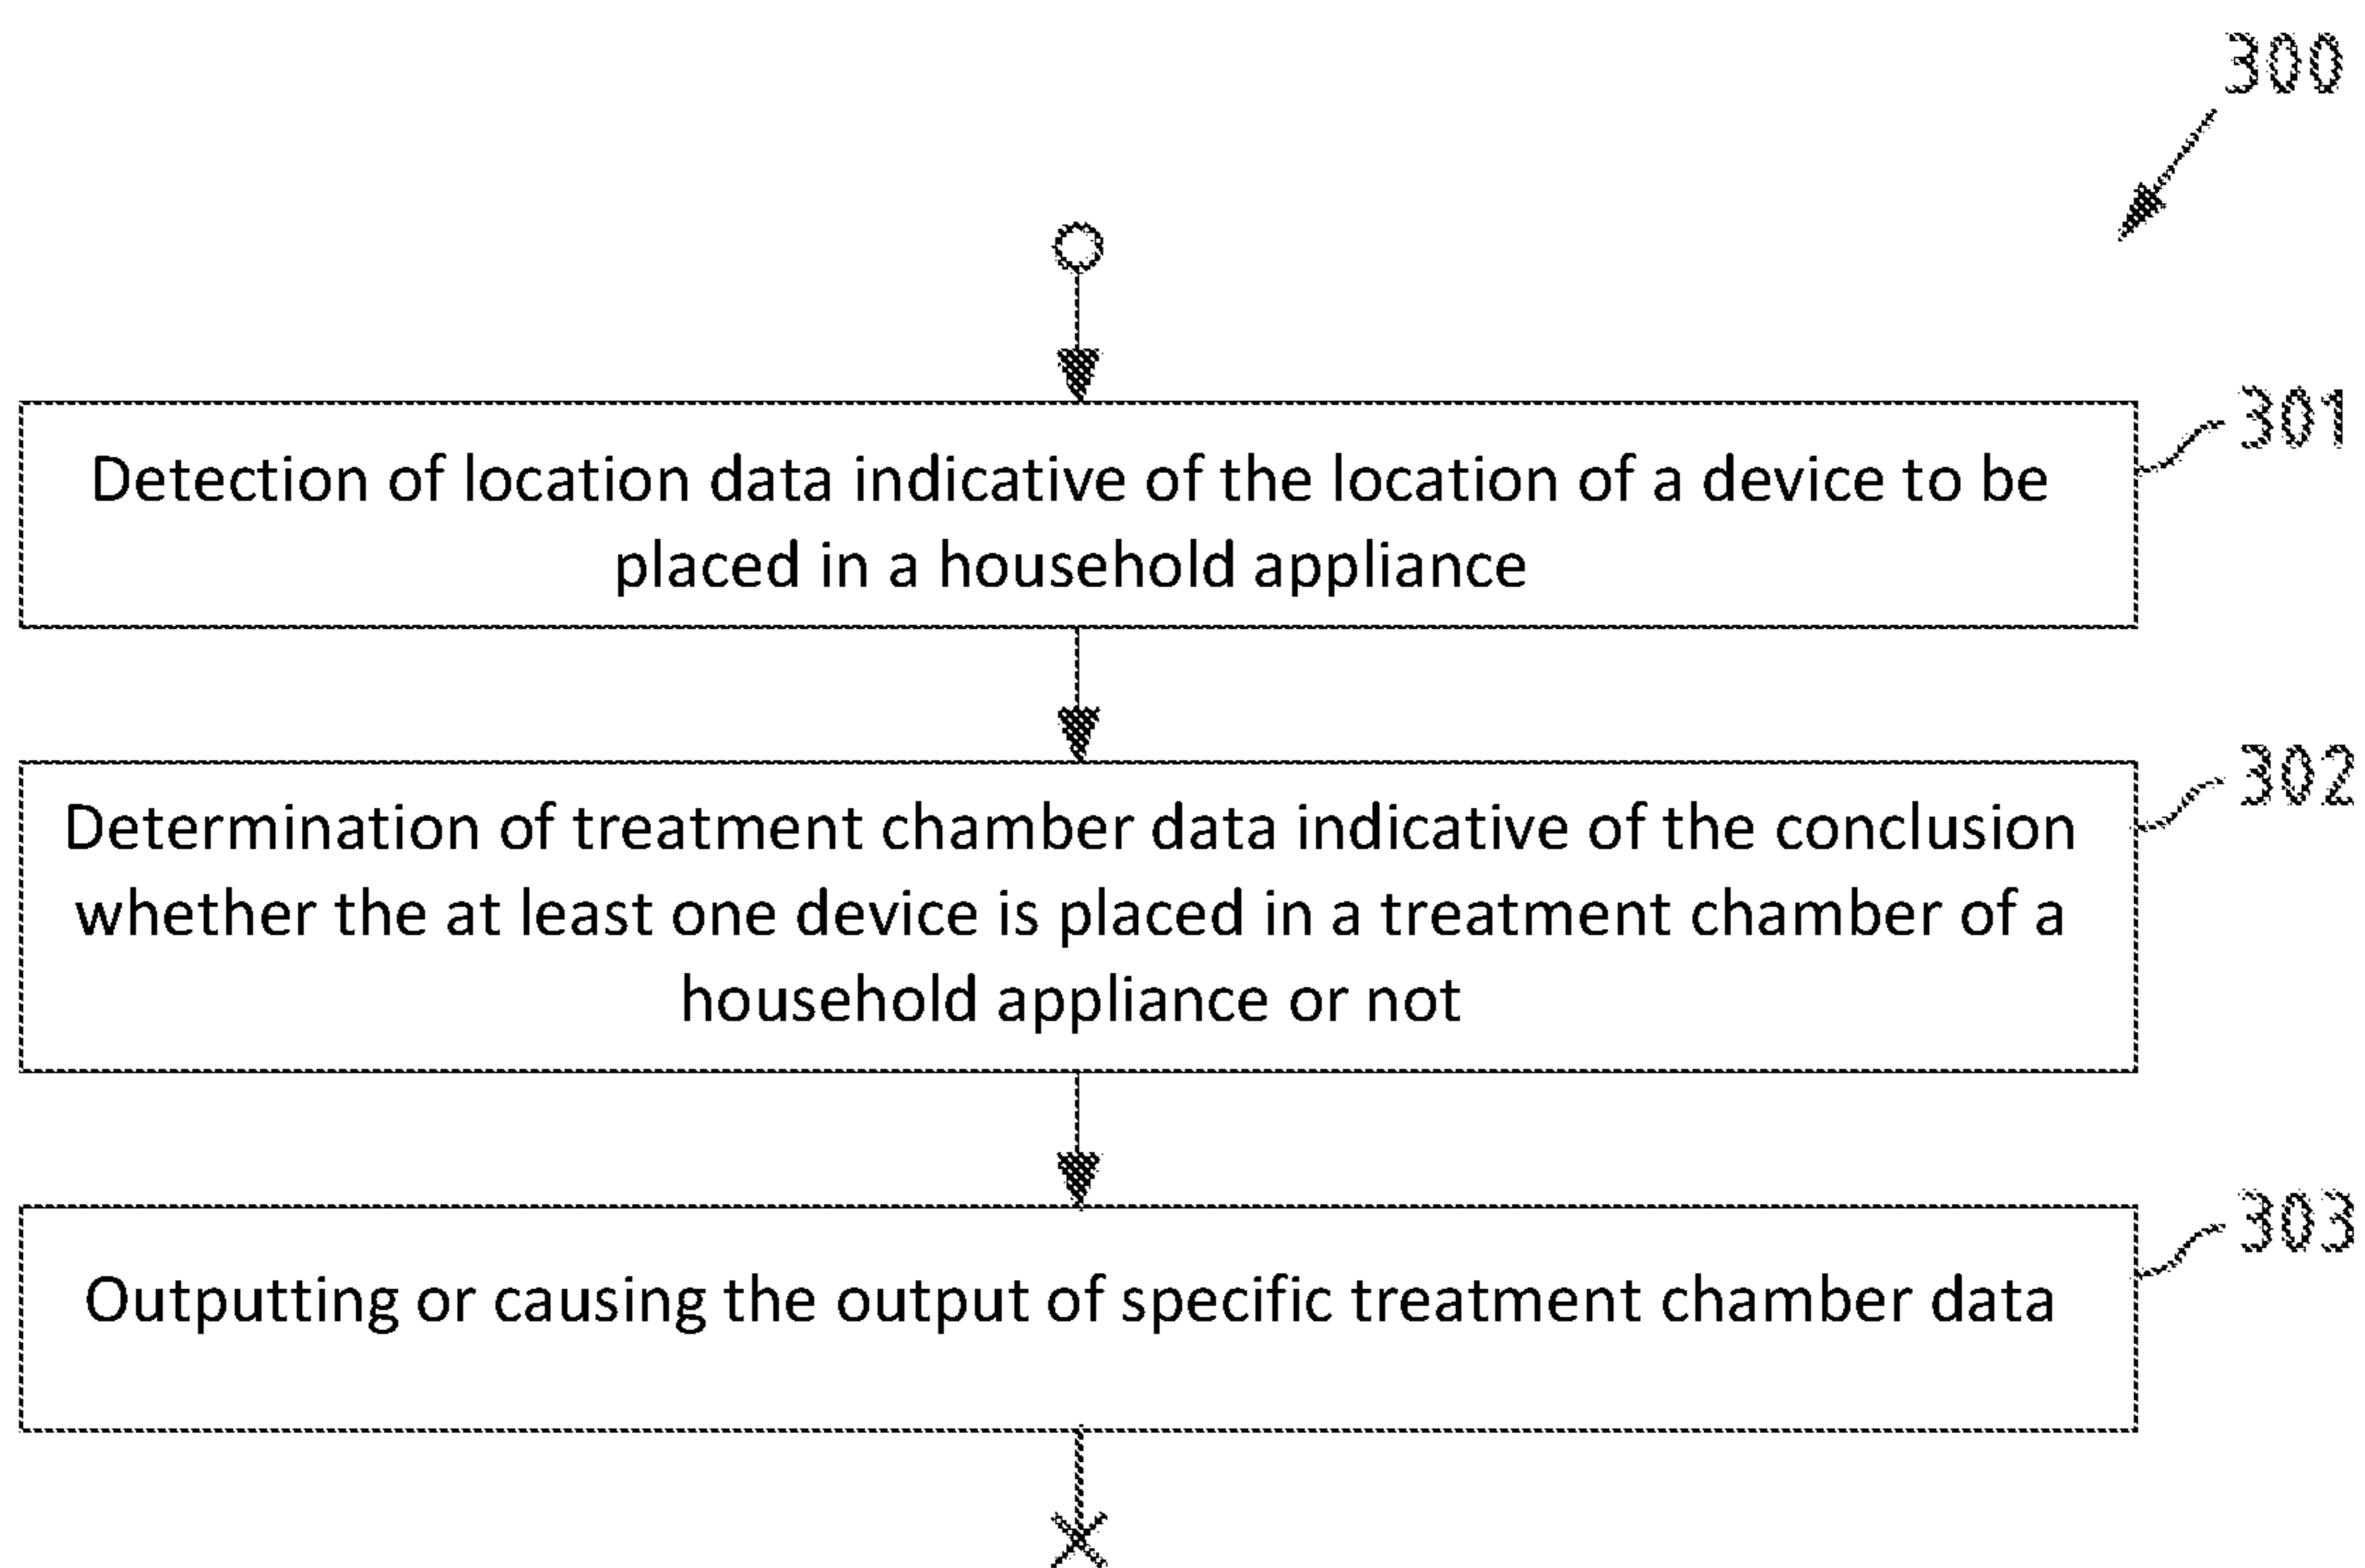 300
301
Detection of location data indicative of the location of a device to be
placed in a household appliance
302
Determination of treatment chamber data indicative of the conclusion
whether the at least one device is placed in a treatment chamber of a
household appliance or not
303
Outputting or causing the output of specific treatment chamber data